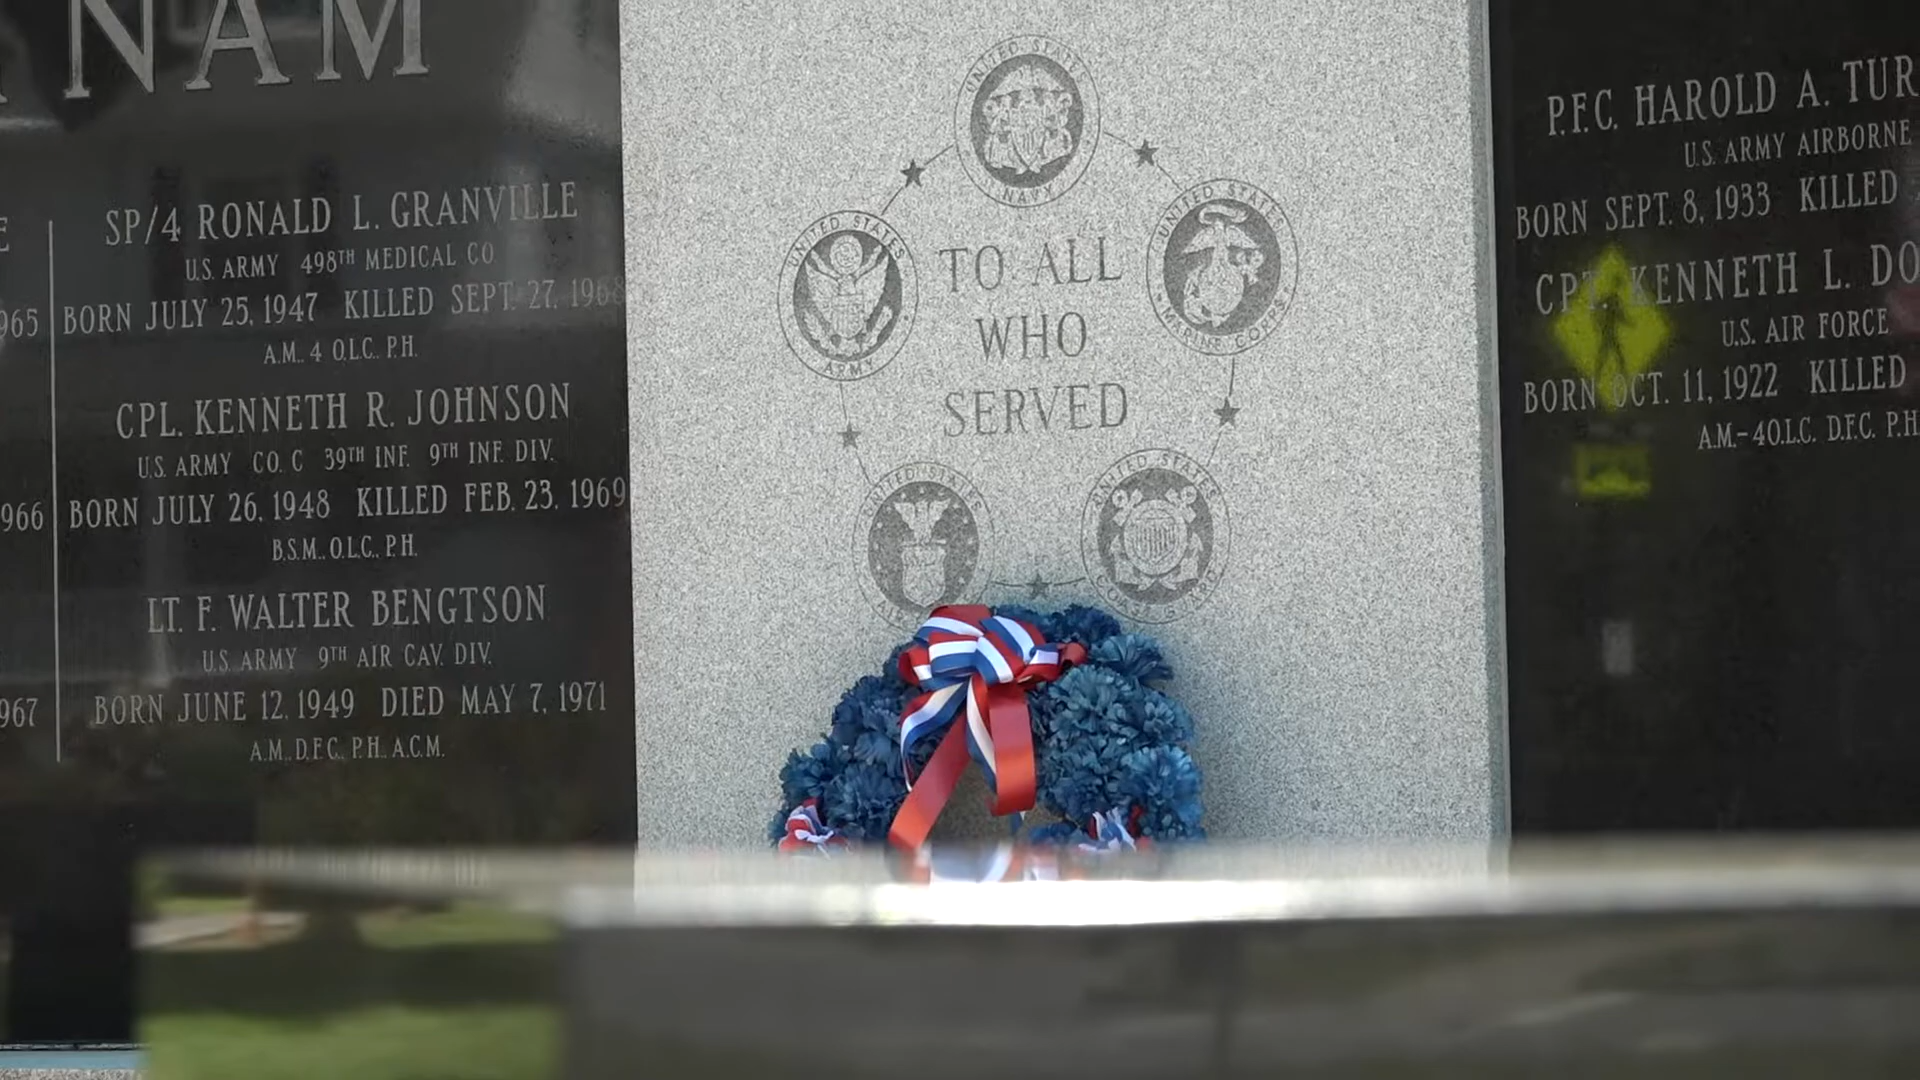 NAM
SP/4 RONALD L. GRANVILLE
U.S. ARMY 498TH MEDICAL CO
BORN JULY 25, 1947 KILLED SEPT. 27, 1968
A.M., 4 O.L.C. P.H.
CPL. KENNETH R. JOHNSON
U.S. ARMY CO. C 39TH INF. 9TH INF. DIV.
BORN JULY 26, 1948 KILLED FEB. 23, 1969
B.S.M., O.L.C., P.H.
LT. F. WALTER BENGTSON
U.S. ARMY 9TH AIR CAV. DIV.
BORN JUNE 12, 1949 DIED MAY 7, 1971
A.M., D.F.C., P.H., A.C.M.
E
965
966
967
UNITED STATES
NAVY
UNITED STATES
ARMY
UNITED STATES
MARINE CORPS
TO ALL
WHO
SERVED
UNITED STATES
UNITED STATES
COAST GUARD
P.F.C. HAROLD A. TUR
U.S. ARMY AIRBORNE
BORN SEPT. 8, 1933 KILLED
CPT. KENNETH L. DO
U.S. AIR FORCE
BORN OCT. 11, 1922 KILLED
A.M.-4O.L.C. D.F.C. P.H